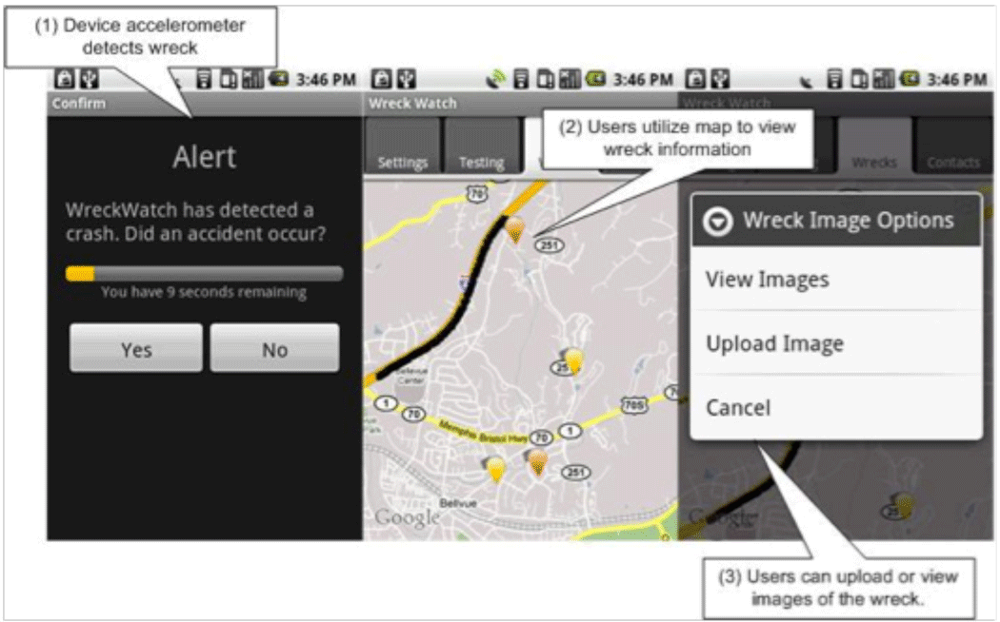 (1) Device accelerometer
detects wreck
3:46 PM
3:46 PM
3:46 PM
Confirm
Wreck Watch
Wreck Watch
Alert
WreckWatch has detected a
crash. Did an accident occur?
You have 9 seconds remaining
Yes
No
Settings
Testing
(2) Users utilize map to view
wreck information
70
251
25
Bellevue
Center
1
70
70S
Memphis Bristol Hwy
70
1
251
Bellevue
Google
Wrecks
Contacts
Wreck Image Options
View Images
Upload Image
Cancel
(3) Users can upload or view
images of the wreck.